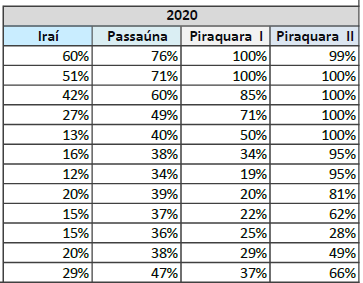 2020
Iraí Passaúna Piraquara I Piraquara II
60% 76% 100% 99%
51% 71% 100% 100%
42% 60% 85% 100%
27% 49% 71% 100%
13% 40% 50% 100%
16% 38% 34% 95%
12% 34% 19% 95%
20% 39% 20% 81%
15% 37% 22% 62%
15% 36% 25% 28%
20% 38% 29% 49%
29% 47% 37% 66%